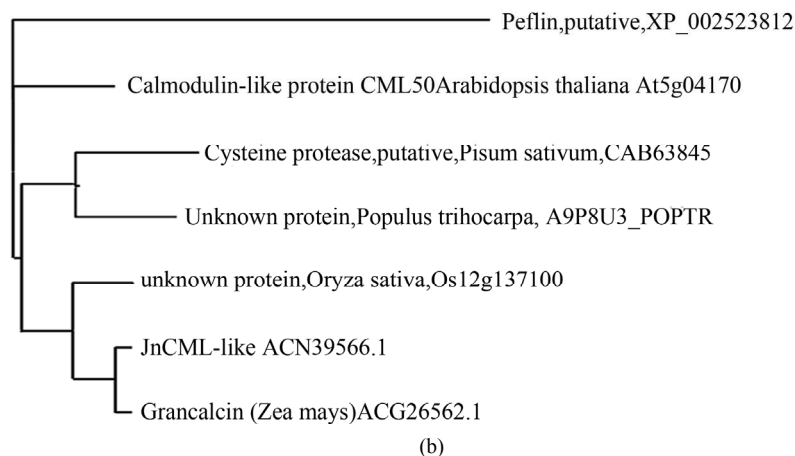 Peflin,putative,XP_002523812
Calmodulin-like protein CML50Arabidopsis thaliana At5g04170
Cysteine protease,putative,Pisum sativum,CAB63845
Unknown protein,Populus trihocarpa, A9P8U3_POPTR
unknown protein,Oryza sativa,Os12g137100
JnCML-like ACN39566.1
Grancalcin (Zea mays)ACG26562.1
(b)